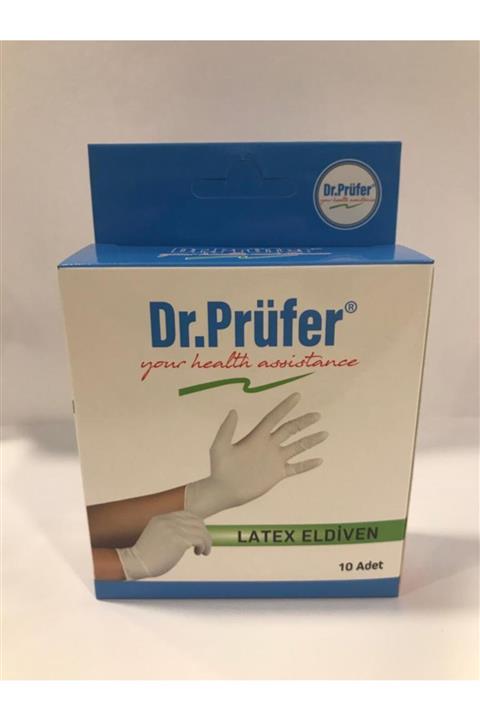 Dr.Prüfer®
your health assistance
Dr.Prüfer®
your health assistance
LATEX ELDİVEN
10 Adet